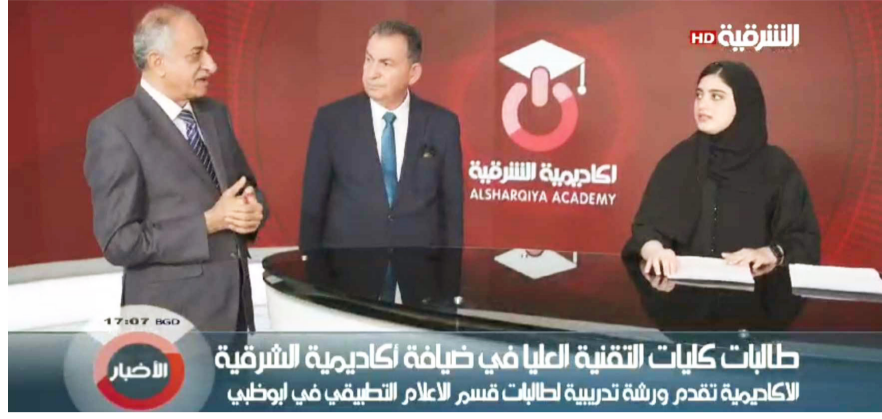 الشرقية HD
اكاديمية الشرقية
ALSHARQIYA ACADEMY
17:07 BGD
طالبات كليات التقنية العليا في ضيافة أكاديمية الشرقية
الأخبار
الاكاديمية تقدم ورشة تدريبية لطالبات قسم الاعلام التطبيقي في ابوظبي